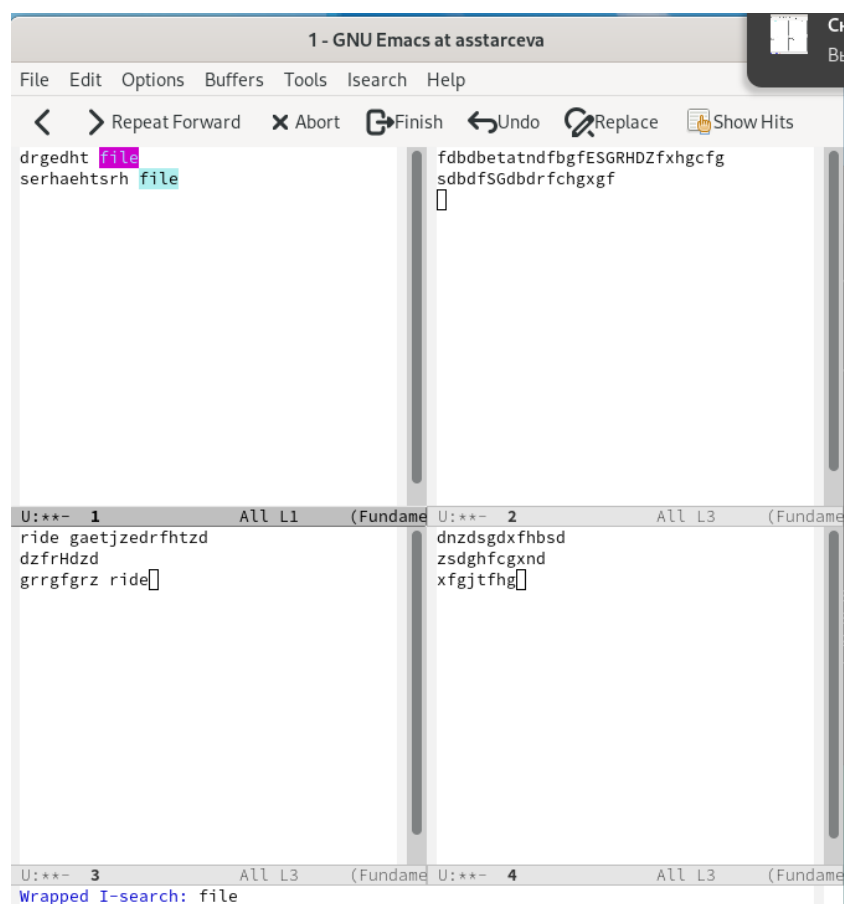 1 - GNU Emacs at asstarceva
File Edit Options Buffers Tools Isearch Help
Repeat Forward Abort Finish Undo Replace Show Hits
drgedht file
serhaehtsrh file
U:**- 1 All L1 (Fundame
fdbdbetatndfbgfESGRHDZfxhgcfg
sdbdfSGdbdrfchgxgf
U:**- 2 All L3 (Fundame
ride gaetjzedrfhtzd
dzfrHdzd
grrgfgrz ride
U:**- 3 All L3 (Fundame
dnzdsgdxfhbsd
zsdghfcgxnd
xfgjtfhg
U:**- 4 All L3 (Fundame
Wrapped I-search: file